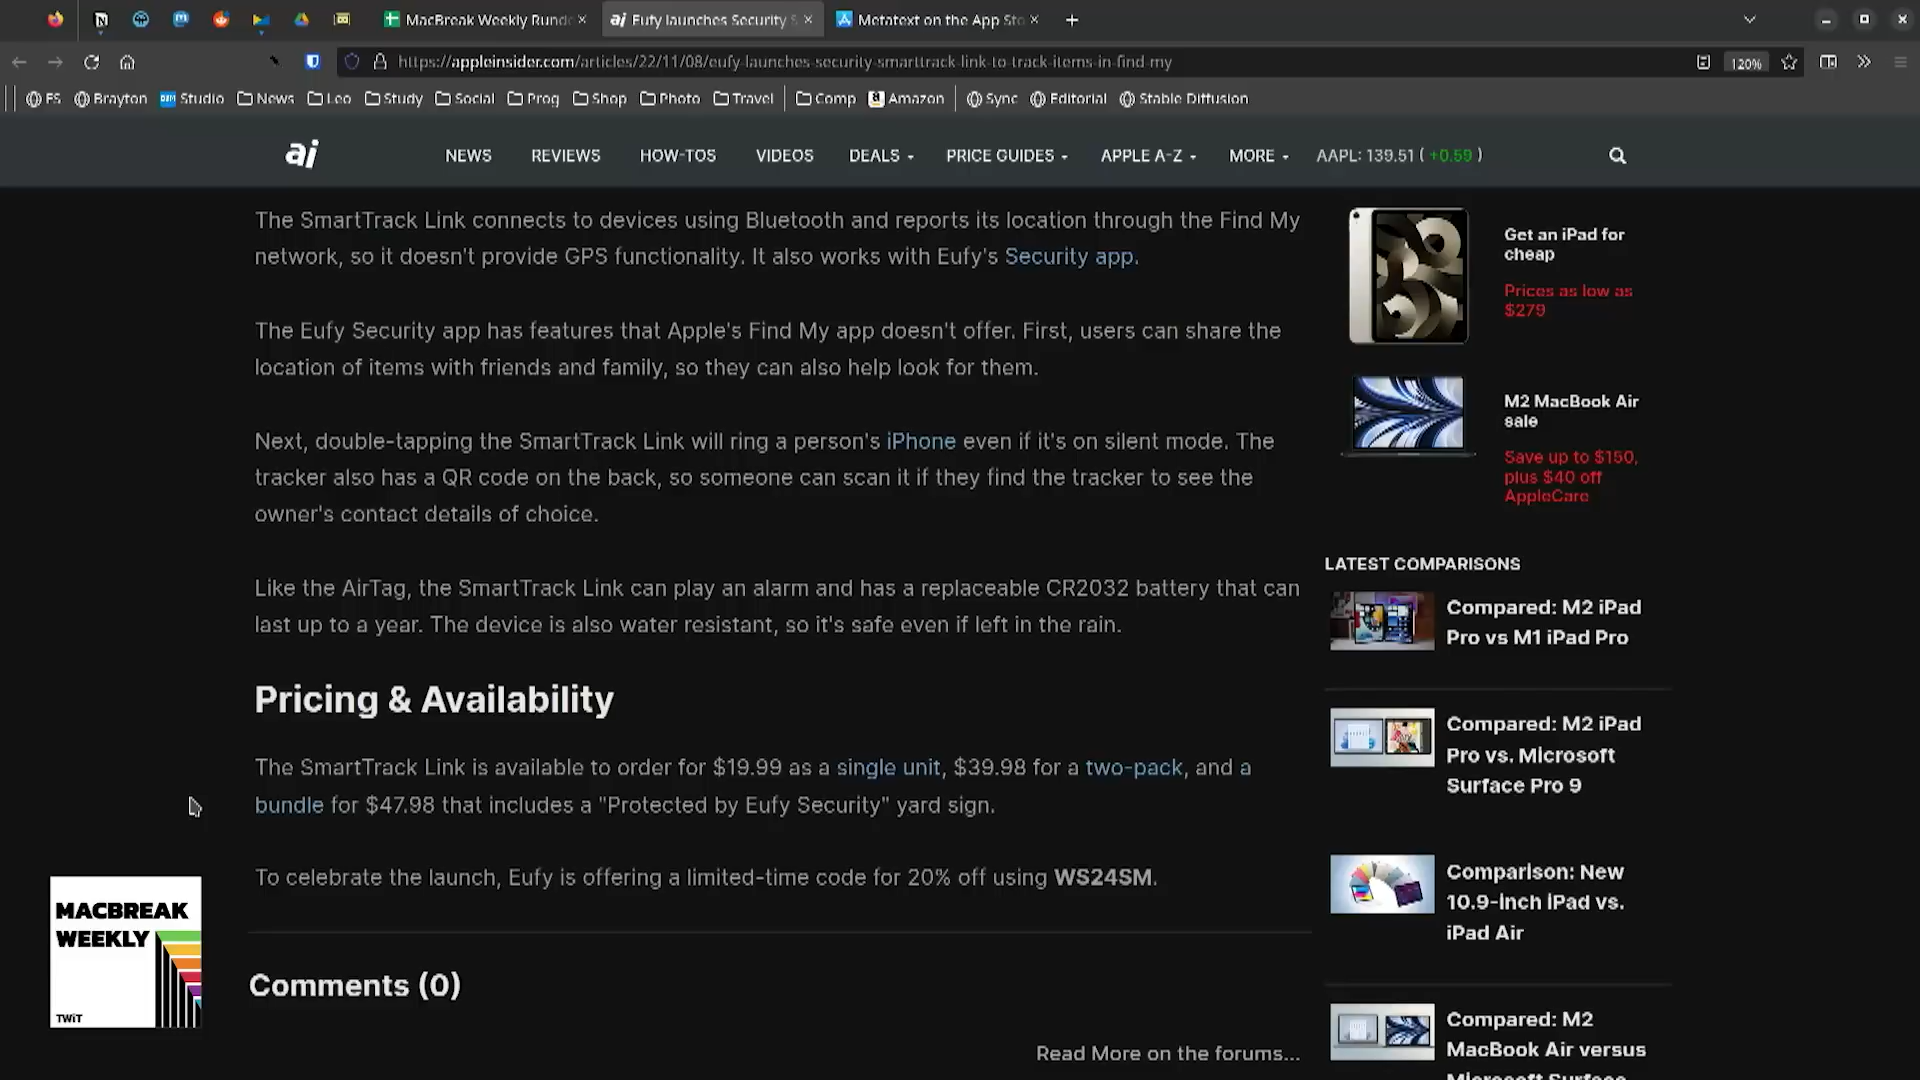 MacBreak Weekly Rund
Eufy launches Security S
Metatext on the App Sto
https://appleinsider.com/articles/22/11/08/eufy-launches-security-smarttrack-link-to-track-items-in-find-my
120%
FS Brayton Studio News Leo Study Social Prog Shop Photo Travel Comp Amazon Sync Editorial Stable Diffusion
ai NEWS REVIEWS HOW-TOS VIDEOS DEALS PRICE GUIDES APPLE A-Z MORE AAPL: 139.51 ( +0.59 )
The SmartTrack Link connects to devices using Bluetooth and reports its location through the Find My
network, so it doesn't provide GPS functionality. It also works with Eufy's Security app.
The Eufy Security app has features that Apple's Find My app doesn't offer. First, users can share the
location of items with friends and family, so they can also help look for them.
Next, double-tapping the SmartTrack Link will ring a person's iPhone even if it's on silent mode. The
tracker also has a QR code on the back, so someone can scan it if they find the tracker to see the
owner's contact details of choice.
Like the AirTag, the SmartTrack Link can play an alarm and has a replaceable CR2032 battery that can
last up to a year. The device is also water resistant, so it's safe even if left in the rain.
Pricing & Availability
The SmartTrack Link is available to order for $19.99 as a single unit, $39.98 for a two-pack, and a
bundle for $47.98 that includes a "Protected by Eufy Security" yard sign.
To celebrate the launch, Eufy is offering a limited-time code for 20% off using WS24SM.
Comments (0)
Read More on the forums...
Get an iPad for
cheap
Prices as low as
$279
M2 MacBook Air
sale
Save up to $150,
plus $40 off
AppleCare
LATEST COMPARISONS
Compared: M2 iPad
Pro vs M1 iPad Pro
Compared: M2 iPad
Pro vs. Microsoft
Surface Pro 9
Comparison: New
10.9-inch iPad vs.
iPad Air
Compared: M2
MacBook Air versus
Microsoft Surface
MACBREAK
WEEKLY
TWiT